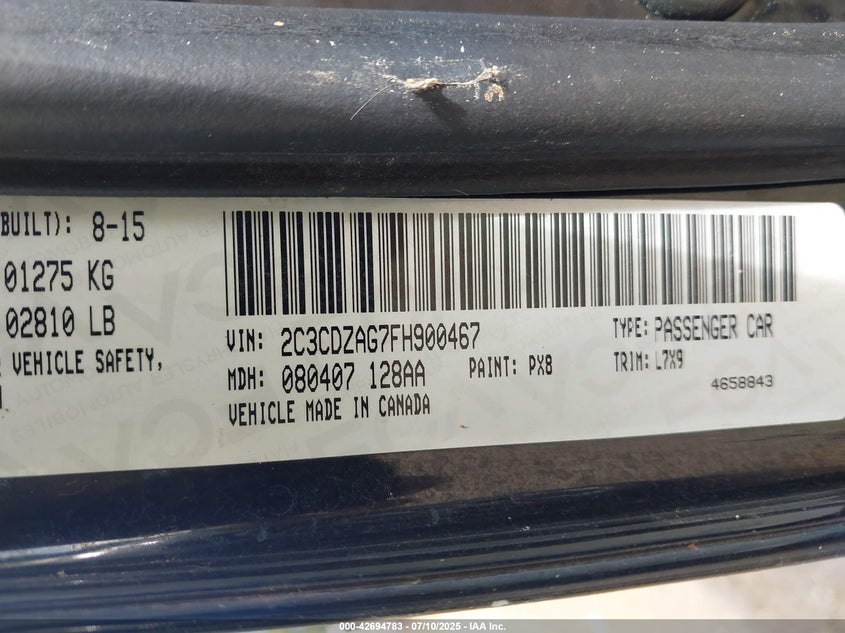 BUILT): 8-15
01275 KG
02810 LB
VEHICLE SAFETY,
VIN: 2C3CDZAG7FH900467
TYPE: PASSENGER CAR
MDH: 080407 128AA PAINT: PX8 TRIM: L7X9
VEHICLE MADE IN CANADA
4658843
000-42694783 // 07/10/2025 - IAA Inc.